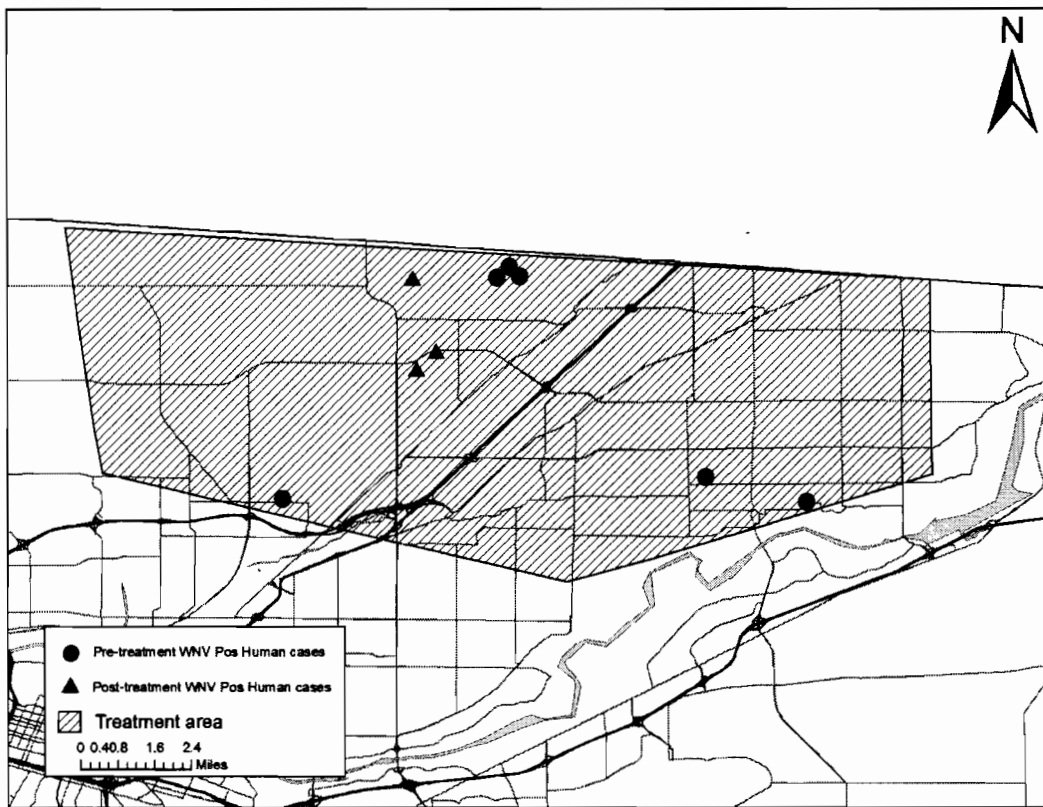 N
Pre-treatment WNV Pos Human cases
Post-treatment WNV Pos Human cases
Treatment area
0 0.40.8 1.6 2.4
Miles